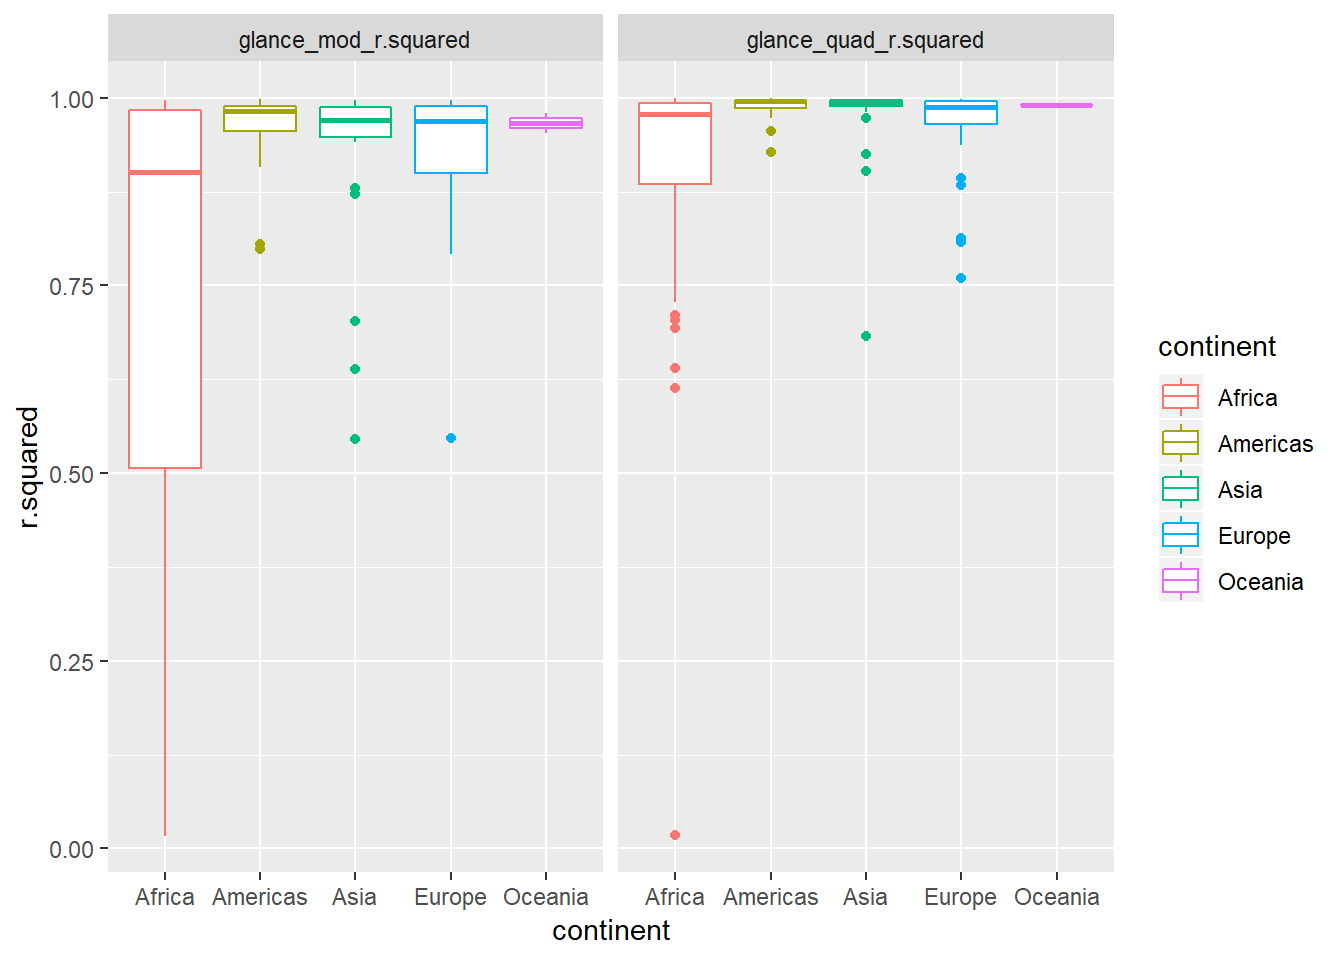 glance_mod_r.squared
glance_quad_r.squared
r.squared
1.00
0.75
0.50
0.25
0.00
Africa Americas Asia Europe Oceania
Africa Americas Asia Europe Oceania
continent
continent
Africa
Americas
Asia
Europe
Oceania